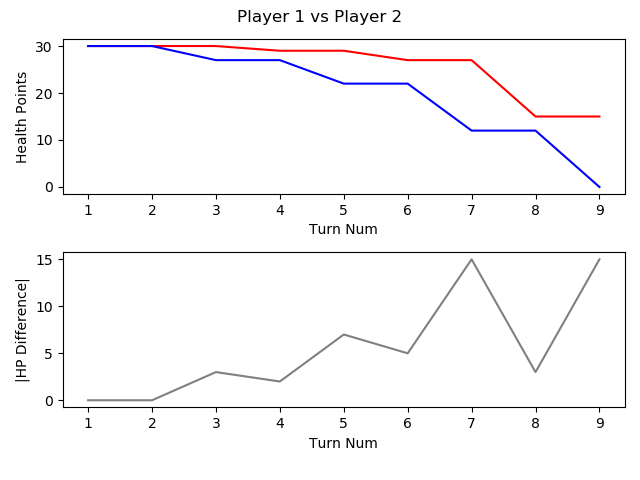 Player 1 vs Player 2
Health Points
30
20
10
0
1 2 3 4 5 6 7 8 9
Turn Num
|HP Difference|
15
10
5
0
1 2 3 4 5 6 7 8 9
Turn Num